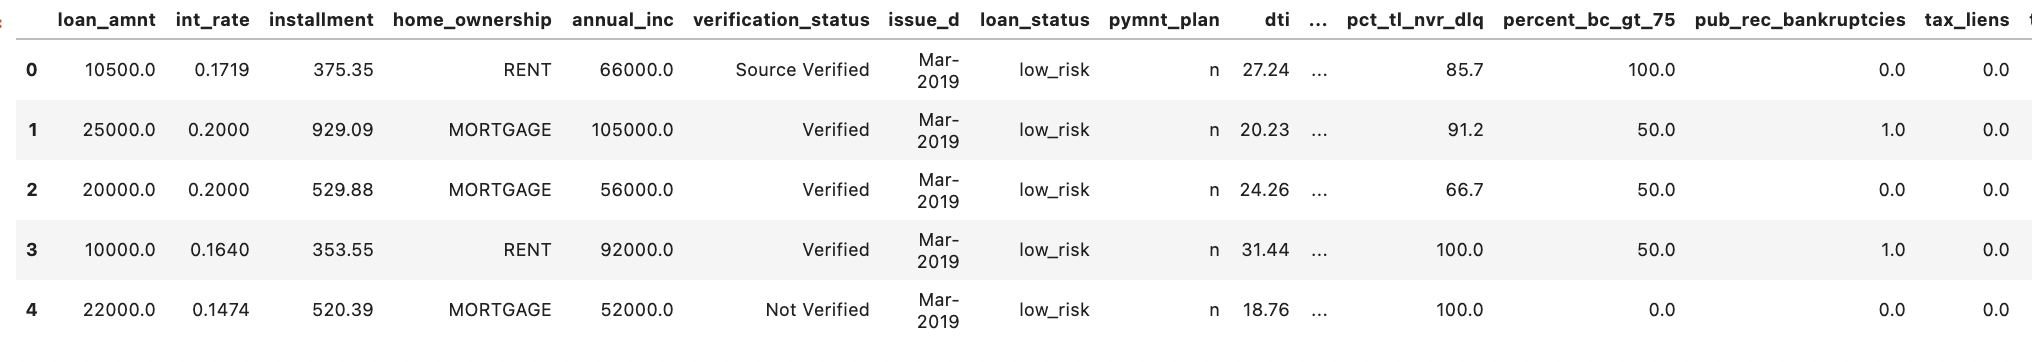 loan_amnt int_rate installment home_ownership annual_inc verification_status issue_d loan_status pymnt_plan dti ... pct_tl_nvr_dlq percent_bc_gt_75 pub_rec_bankruptcies tax_liens
0 10500.0 0.1719 375.35 RENT 66000.0 Source Verified Mar-2019 low_risk n 27.24 ... 85.7 100.0 0.0 0.0
1 25000.0 0.2000 929.09 MORTGAGE 105000.0 Verified Mar-2019 low_risk n 20.23 ... 91.2 50.0 1.0 0.0
2 20000.0 0.2000 529.88 MORTGAGE 56000.0 Verified Mar-2019 low_risk n 24.26 ... 66.7 50.0 0.0 0.0
3 10000.0 0.1640 353.55 RENT 92000.0 Verified Mar-2019 low_risk n 31.44 ... 100.0 50.0 1.0 0.0
4 22000.0 0.1474 520.39 MORTGAGE 52000.0 Not Verified Mar-2019 low_risk n 18.76 ... 100.0 0.0 0.0 0.0